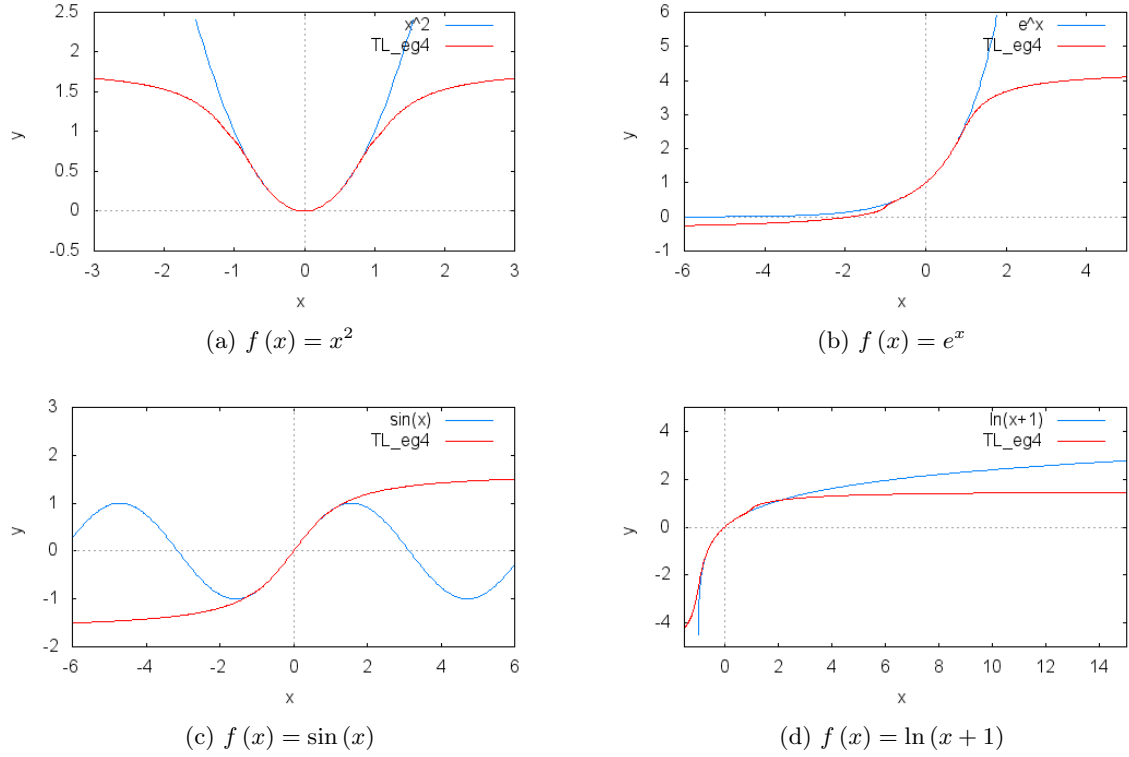 x^2
TL_eg4
2.5
2
1.5
1
0.5
0
-0.5
-3 -2 -1 0 1 2 3
y
x
(a) f (x) = x²
e^x
TL_eg4
6
5
4
3
2
1
0
-1
-6 -4 -2 0 2 4
y
x
(b) f (x) = eˣ
sin(x)
TL_eg4
3
2
1
0
-1
-2
-6 -4 -2 0 2 4 6
y
x
(c) f (x) = sin (x)
ln(x+1)
TL_eg4
4
2
0
-2
-4
0 2 4 6 8 10 12 14
y
x
(d) f (x) = ln (x + 1)